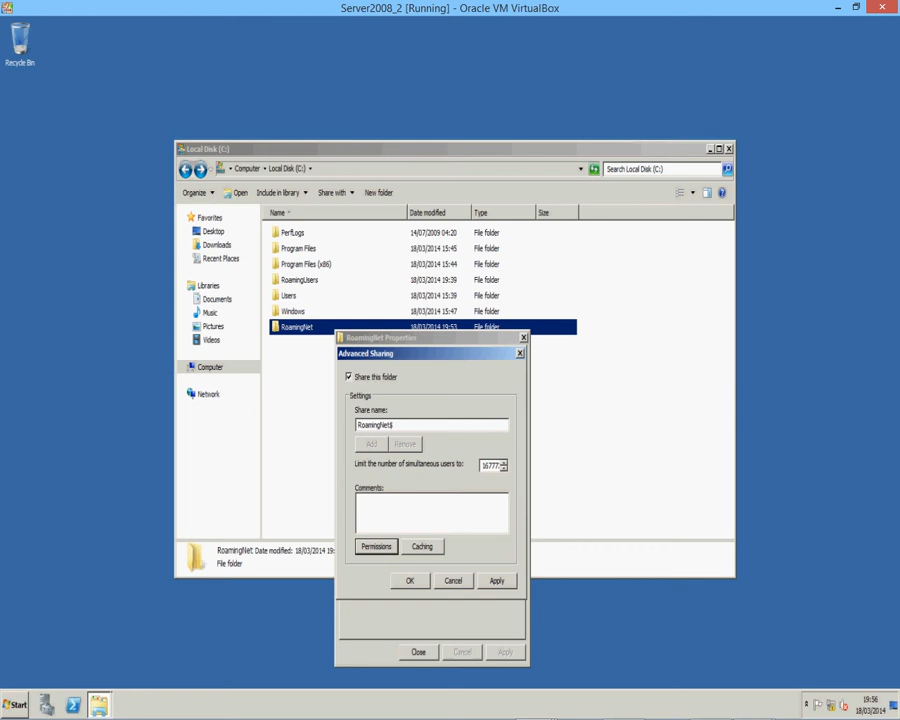 Server2008_2 [Running] - Oracle VM VirtualBox
Recycle Bin
Local Disk (C:)
Computer Local Disk (C:)
Search Local Disk (C:)
Organize Open Include in library Share with New folder
Favorites
Desktop
Downloads
Recent Places
Libraries
Documents
Music
Pictures
Videos
Computer
Network
Name Date modified Type Size
PerfLogs 14/07/2009 04:20 File folder
Program Files 18/03/2014 15:45 File folder
Program Files (x86) 18/03/2014 15:44 File folder
RoamingUsers 18/03/2014 19:39 File folder
Users 18/03/2014 15:39 File folder
Windows 18/03/2014 15:47 File folder
RoamingNet 18/03/2014 19:53 File folder
RoamingNet Properties
Advanced Sharing
Share this folder
Settings
Share name:
RoamingNet$
Add Remove
Limit the number of simultaneous users to: 16777
Comments:
Permissions Caching
OK Cancel Apply
Close Cancel Apply
RoamingNet Date modified: 18/03/2014 19:
File folder
Start
19:56
18/03/2014